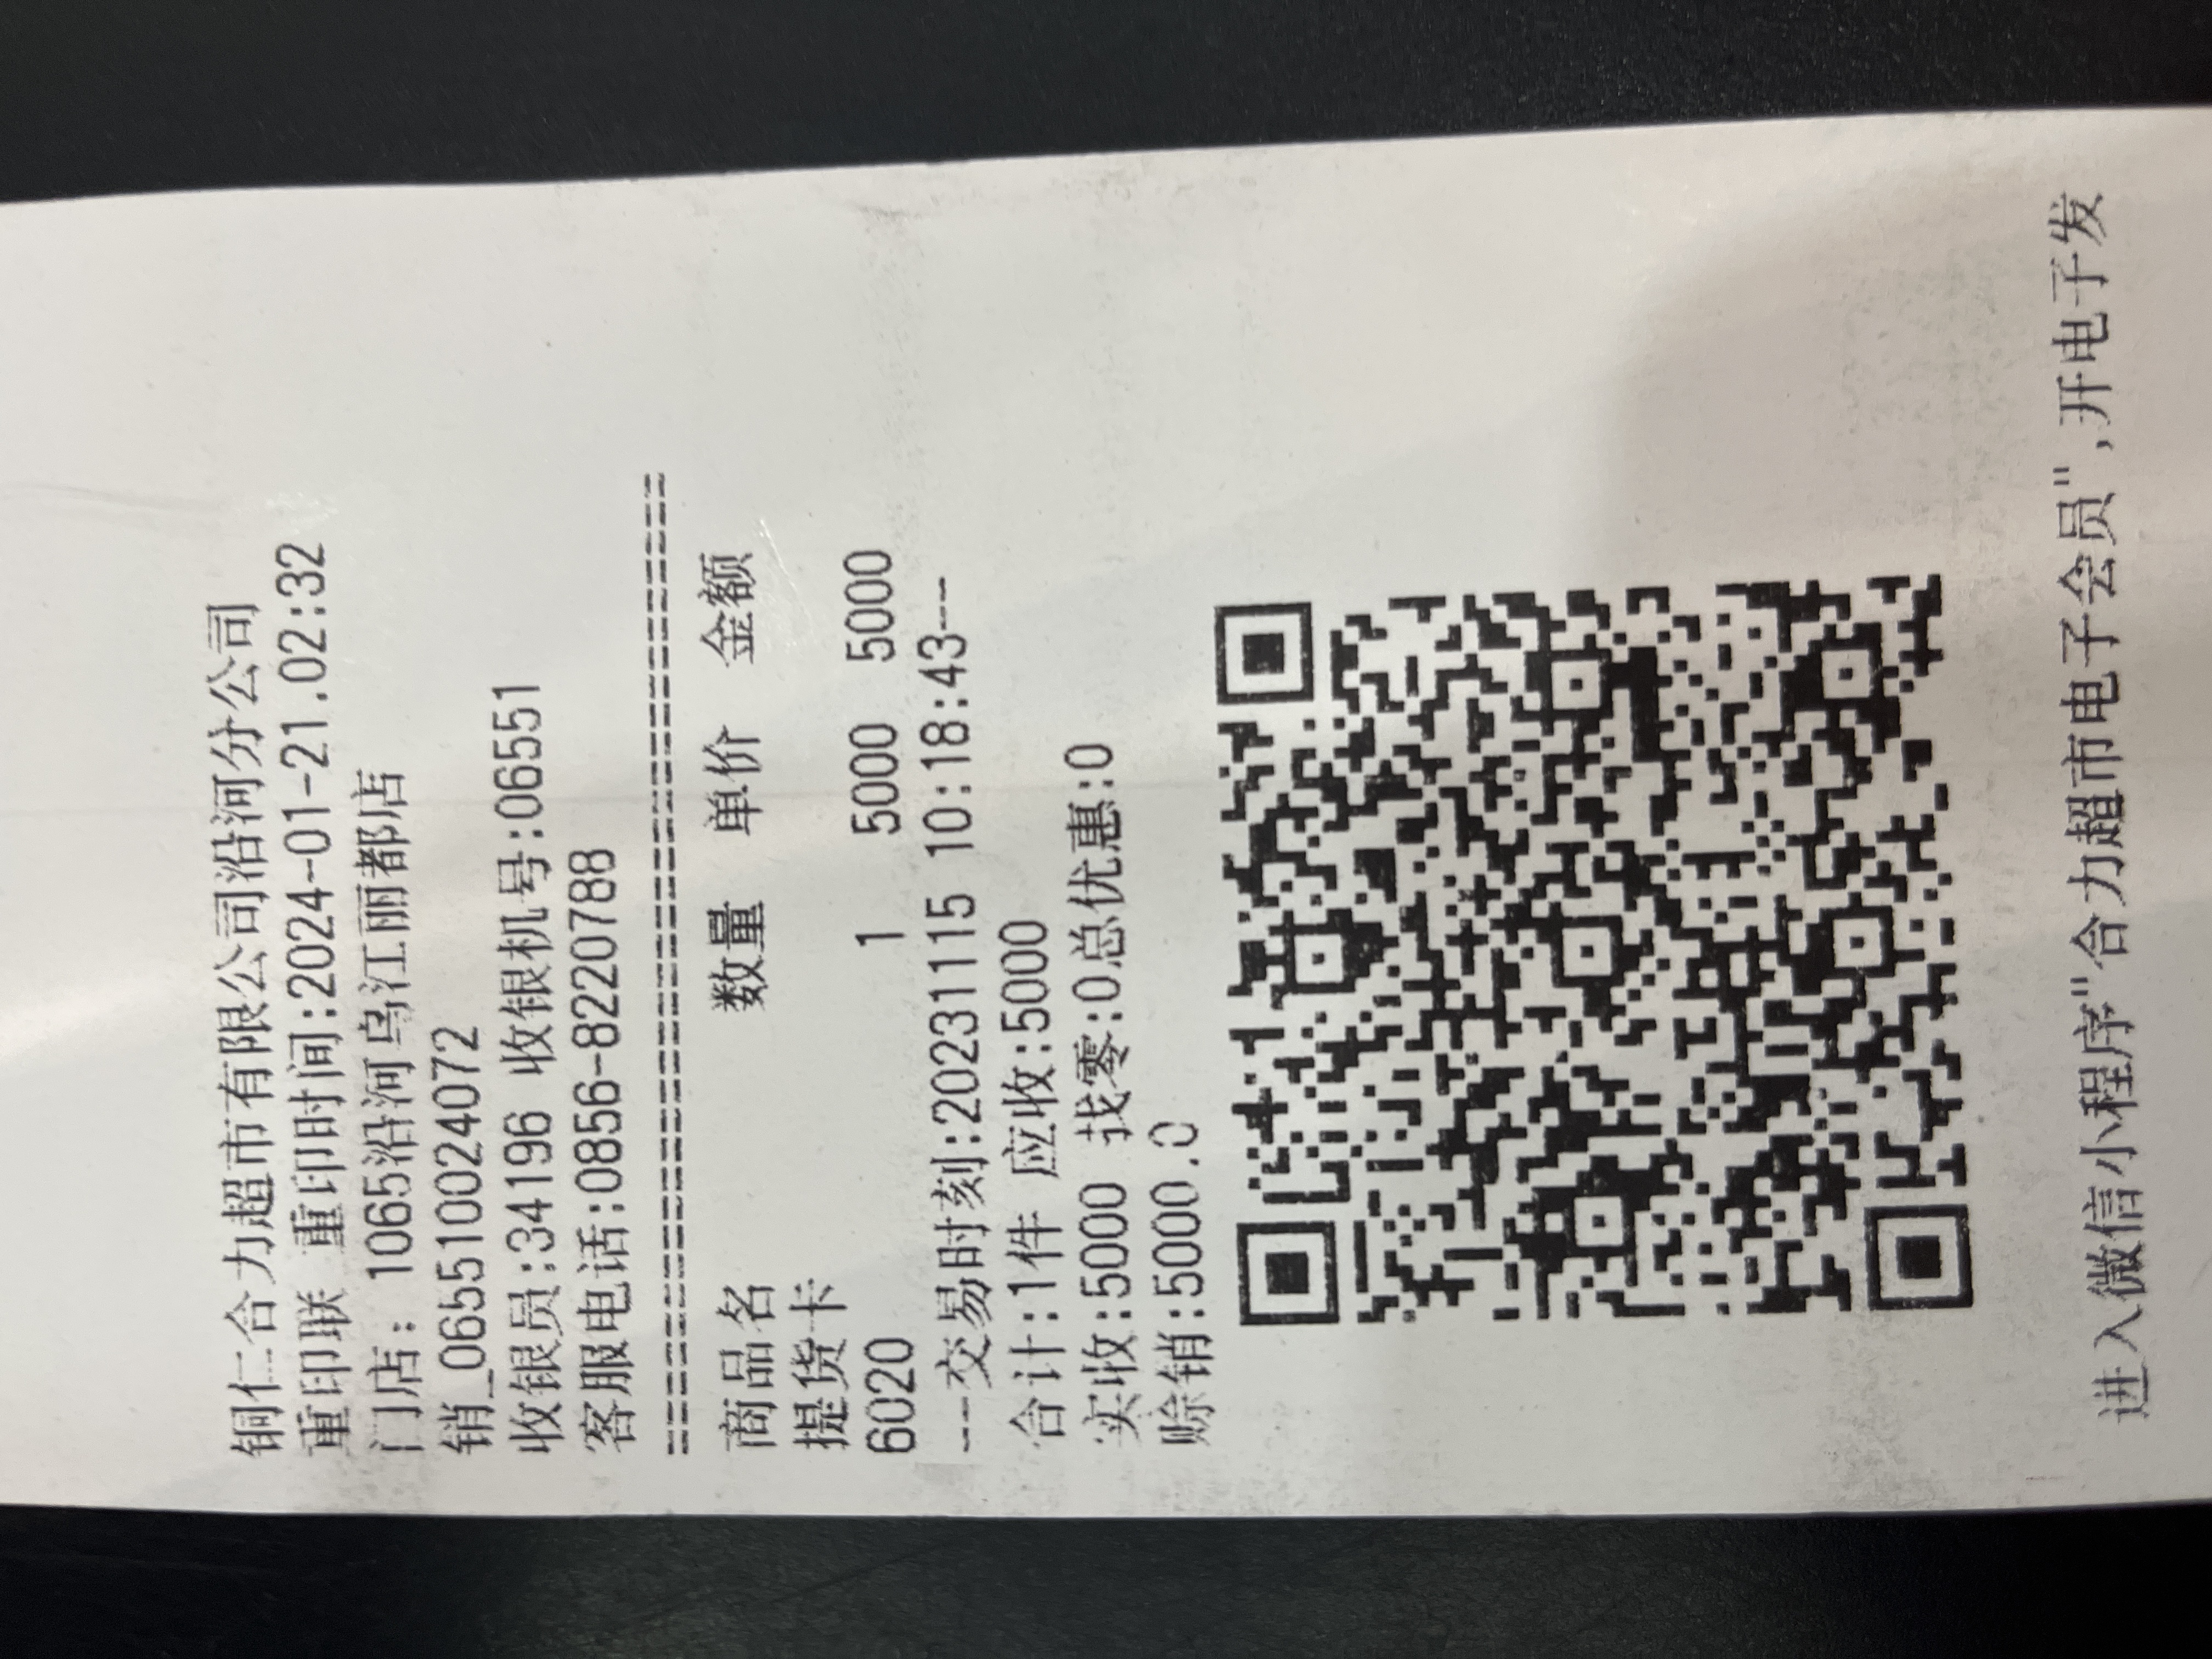 铜仁合力超市有限公司沿河分公司
重印联 重印时间:2024-01-21.02:32
门店: 1065沿河乌江丽都店
销_065510024072
收银员:34196 收银机号:06551
客服电话:0856-8220788
========================================
商品名 数量 单价 金额
提货卡
6020 1 5000 5000
---交易时刻:20231115 10:18:43---
合计:1件 应收:5000
实收:5000 找零:0总优惠:0
赊销:5000.0
进入微信小程序"合力超市电子会员",开电子发